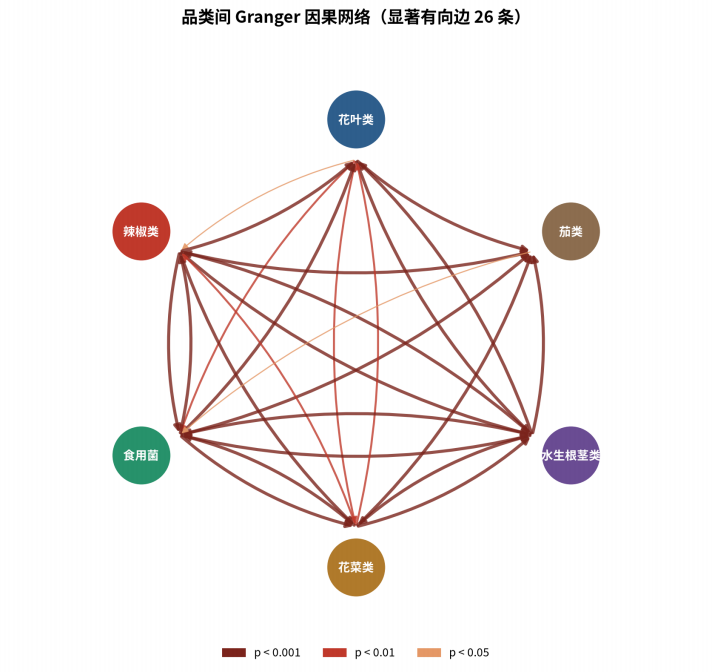 品类间 Granger 因果网络（显著有向边 26 条）
花叶类
辣椒类
茄类
食用菌
水生根茎类
花菜类
p < 0.001
p < 0.01
p < 0.05